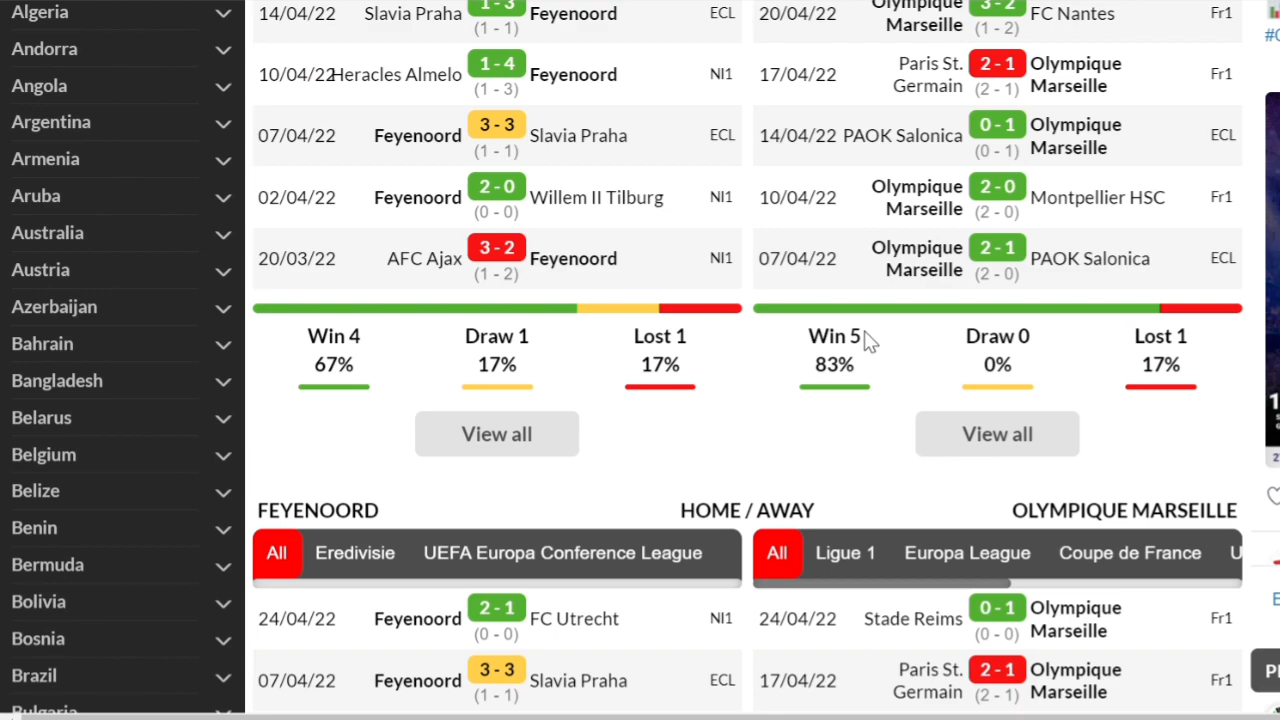 Algeria
Andorra
Angola
Argentina
Armenia
Aruba
Australia
Austria
Azerbaijan
Bahrain
Bangladesh
Belarus
Belgium
Belize
Benin
Bermuda
Bolivia
Bosnia
Brazil
Bulgaria
14/04/22 Slavia Praha 1 - 3 Feyenoord ECL
(1 - 1)
10/04/22 Heracles Almelo 1 - 4 Feyenoord Nl1
(1 - 3)
07/04/22 Feyenoord 3 - 3 Slavia Praha ECL
(1 - 1)
02/04/22 Feyenoord 2 - 0 Willem II Tilburg Nl1
(0 - 0)
20/03/22 AFC Ajax 3 - 2 Feyenoord Nl1
(1 - 2)
Win 4 Draw 1 Lost 1
67% 17% 17%
View all
20/04/22 Olympique Marseille 3 - 2 FC Nantes Fr1
(1 - 2)
17/04/22 Paris St. Germain 2 - 1 Olympique Marseille Fr1
(2 - 1)
14/04/22 PAOK Salonica 0 - 1 Olympique Marseille ECL
(0 - 1)
10/04/22 Olympique Marseille 2 - 0 Montpellier HSC Fr1
(2 - 0)
07/04/22 Olympique Marseille 2 - 1 PAOK Salonica ECL
(2 - 0)
Win 5 Draw 0 Lost 1
83% 0% 17%
View all
FEYENOORD HOME / AWAY OLYMPIQUE MARSEILLE
All Eredivisie UEFA Europa Conference League
24/04/22 Feyenoord 2 - 1 FC Utrecht Nl1
(0 - 0)
07/04/22 Feyenoord 3 - 3 Slavia Praha ECL
(1 - 1)
All Ligue 1 Europa League Coupe de France U
24/04/22 Stade Reims 0 - 1 Olympique Marseille Fr1
(0 - 0)
17/04/22 Paris St. Germain 2 - 1 Olympique Marseille Fr1
(2 - 1)